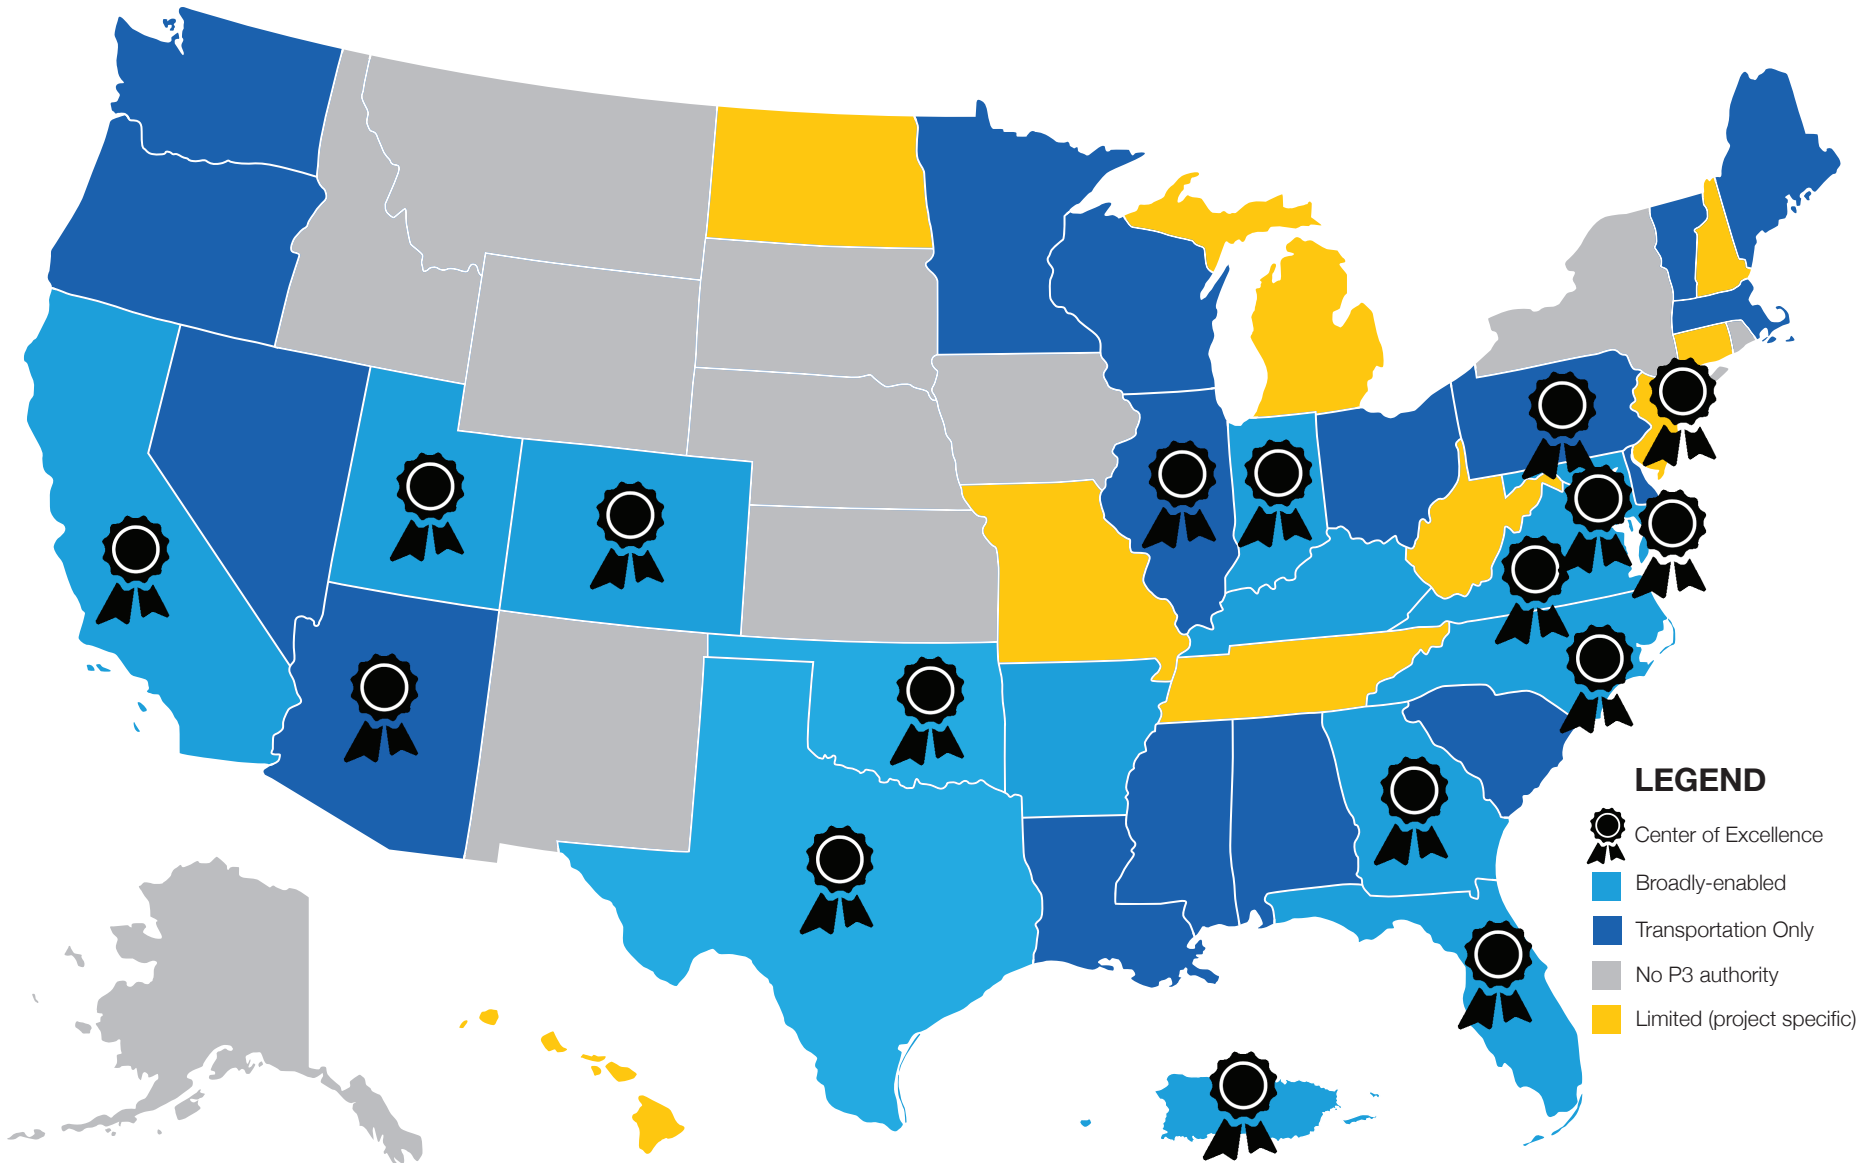 LEGEND
Center of Excellence
Broadly-enabled
Transportation Only
No P3 authority
Limited (project specific)